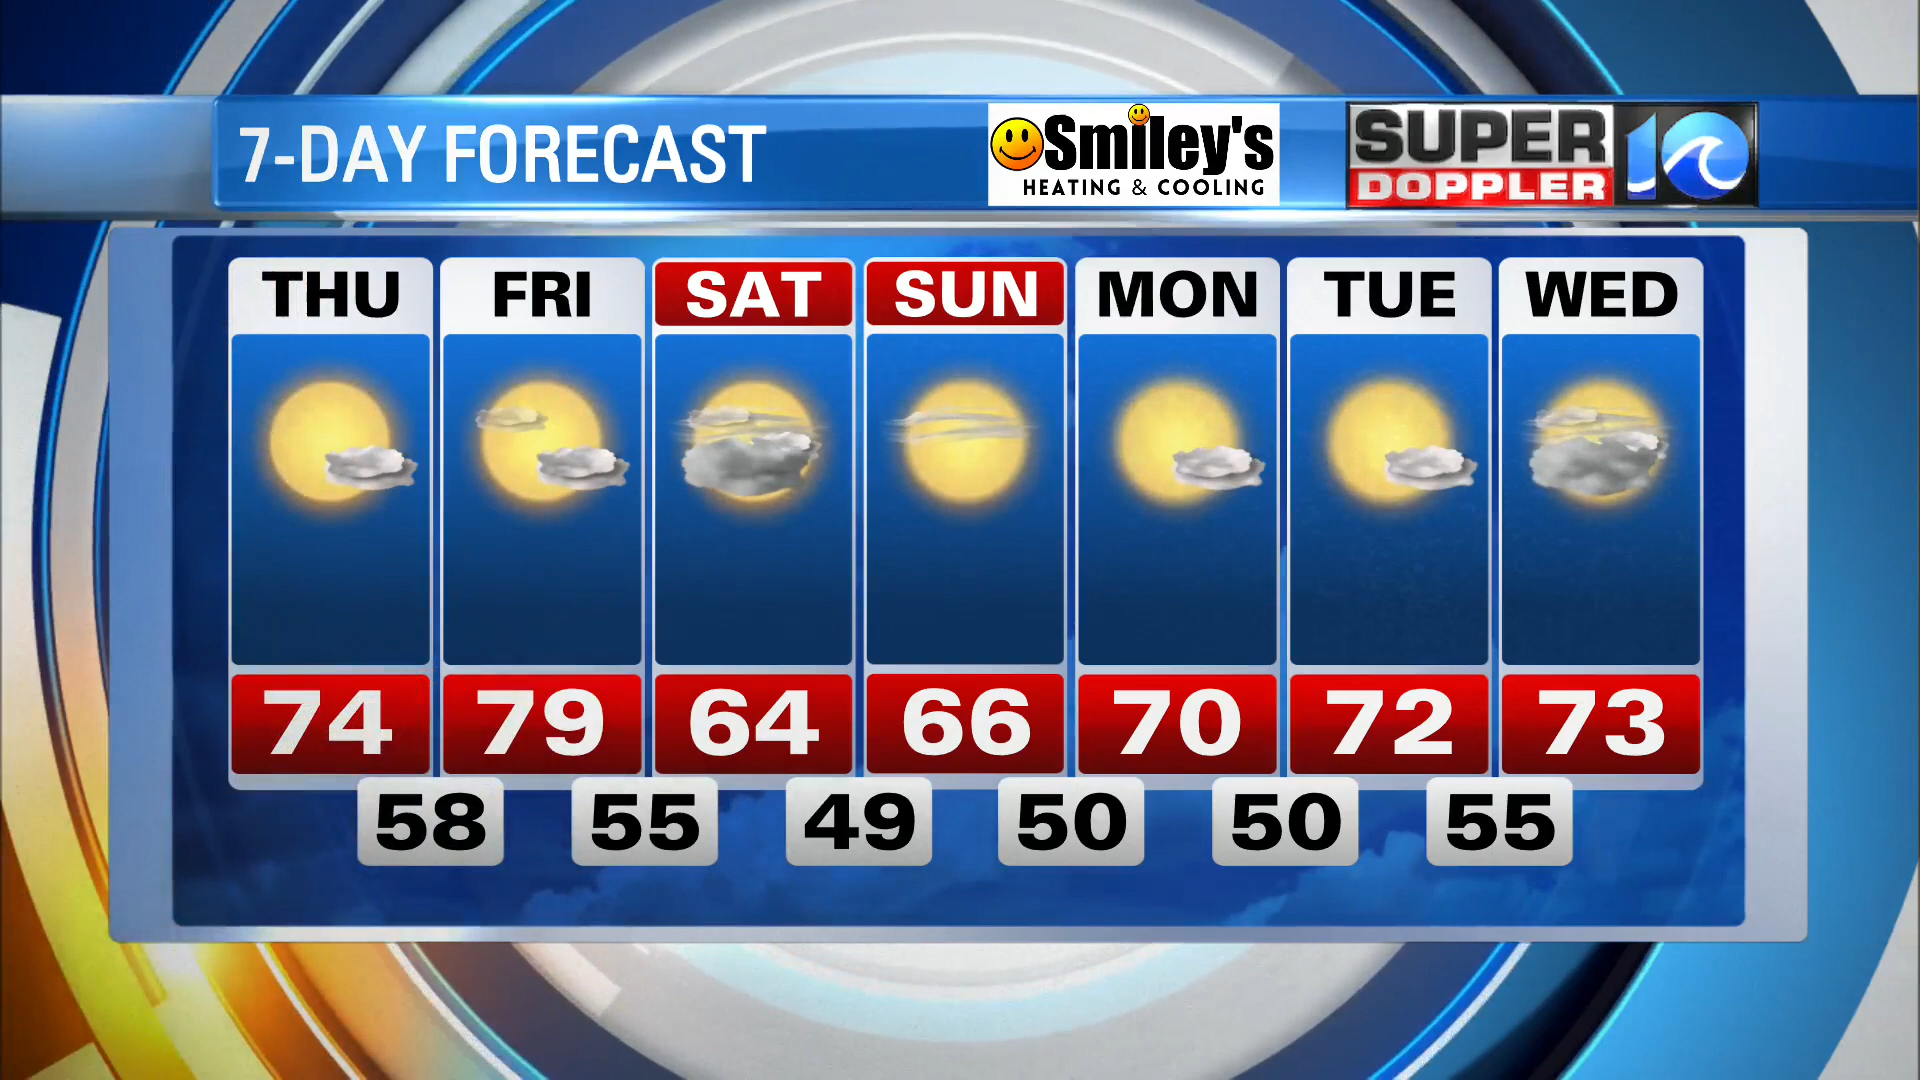 7-DAY FORECAST
Smiley's
HEATING & COOLING
SUPER
DOPPLER 10
THU FRI SAT SUN MON TUE WED
74 79 64 66 70 72 73
58 55 49 50 50 55